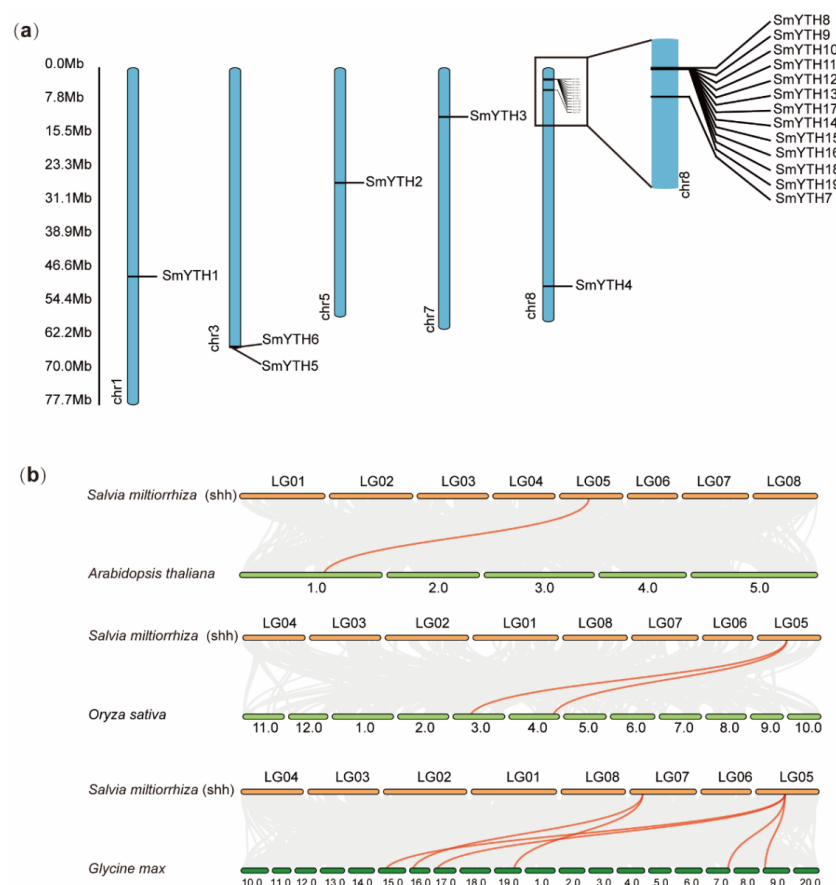 (a)
0.0Mb
7.8Mb
15.5Mb
23.3Mb
31.1Mb
38.9Mb
46.6Mb
54.4Mb
62.2Mb
70.0Mb
77.7Mb
chr1
SmYTH1
chr3
SmYTH6
SmYTH5
chr5
SmYTH2
chr7
SmYTH3
chr8
SmYTH4
chr8
SmYTH8
SmYTH9
SmYTH10
SmYTH11
SmYTH12
SmYTH13
SmYTH17
SmYTH14
SmYTH15
SmYTH16
SmYTH18
SmYTH19
SmYTH7
(b)
LG01 LG02 LG03 LG04 LG05 LG06 LG07 LG08
Salvia miltiorrhiza (shh)
Arabidopsis thaliana
1.0 2.0 3.0 4.0 5.0
LG04 LG03 LG02 LG01 LG08 LG07 LG06 LG05
Salvia miltiorrhiza (shh)
Oryza sativa
11.0 12.0 1.0 2.0 3.0 4.0 5.0 6.0 7.0 8.0 9.0 10.0
LG04 LG03 LG02 LG01 LG08 LG07 LG06 LG05
Salvia miltiorrhiza (shh)
Glycine max
10.0 11.0 12.0 13.0 14.0 15.0 16.0 17.0 18.0 19.0 1.0 2.0 3.0 4.0 5.0 6.0 7.0 8.0 9.0 20.0